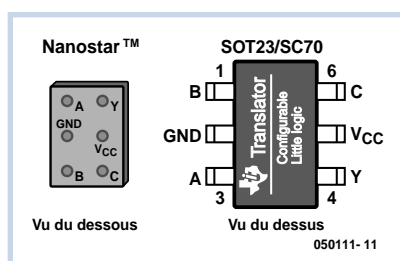 Nanostar™
SOT23/SC70
A
Y
GND
VCC
B
C
1
6
B
C
GND
VCC
A
Y
3
4
Translator
Configurable
Little logic
Vu du dessous
Vu du dessus
050111- 11